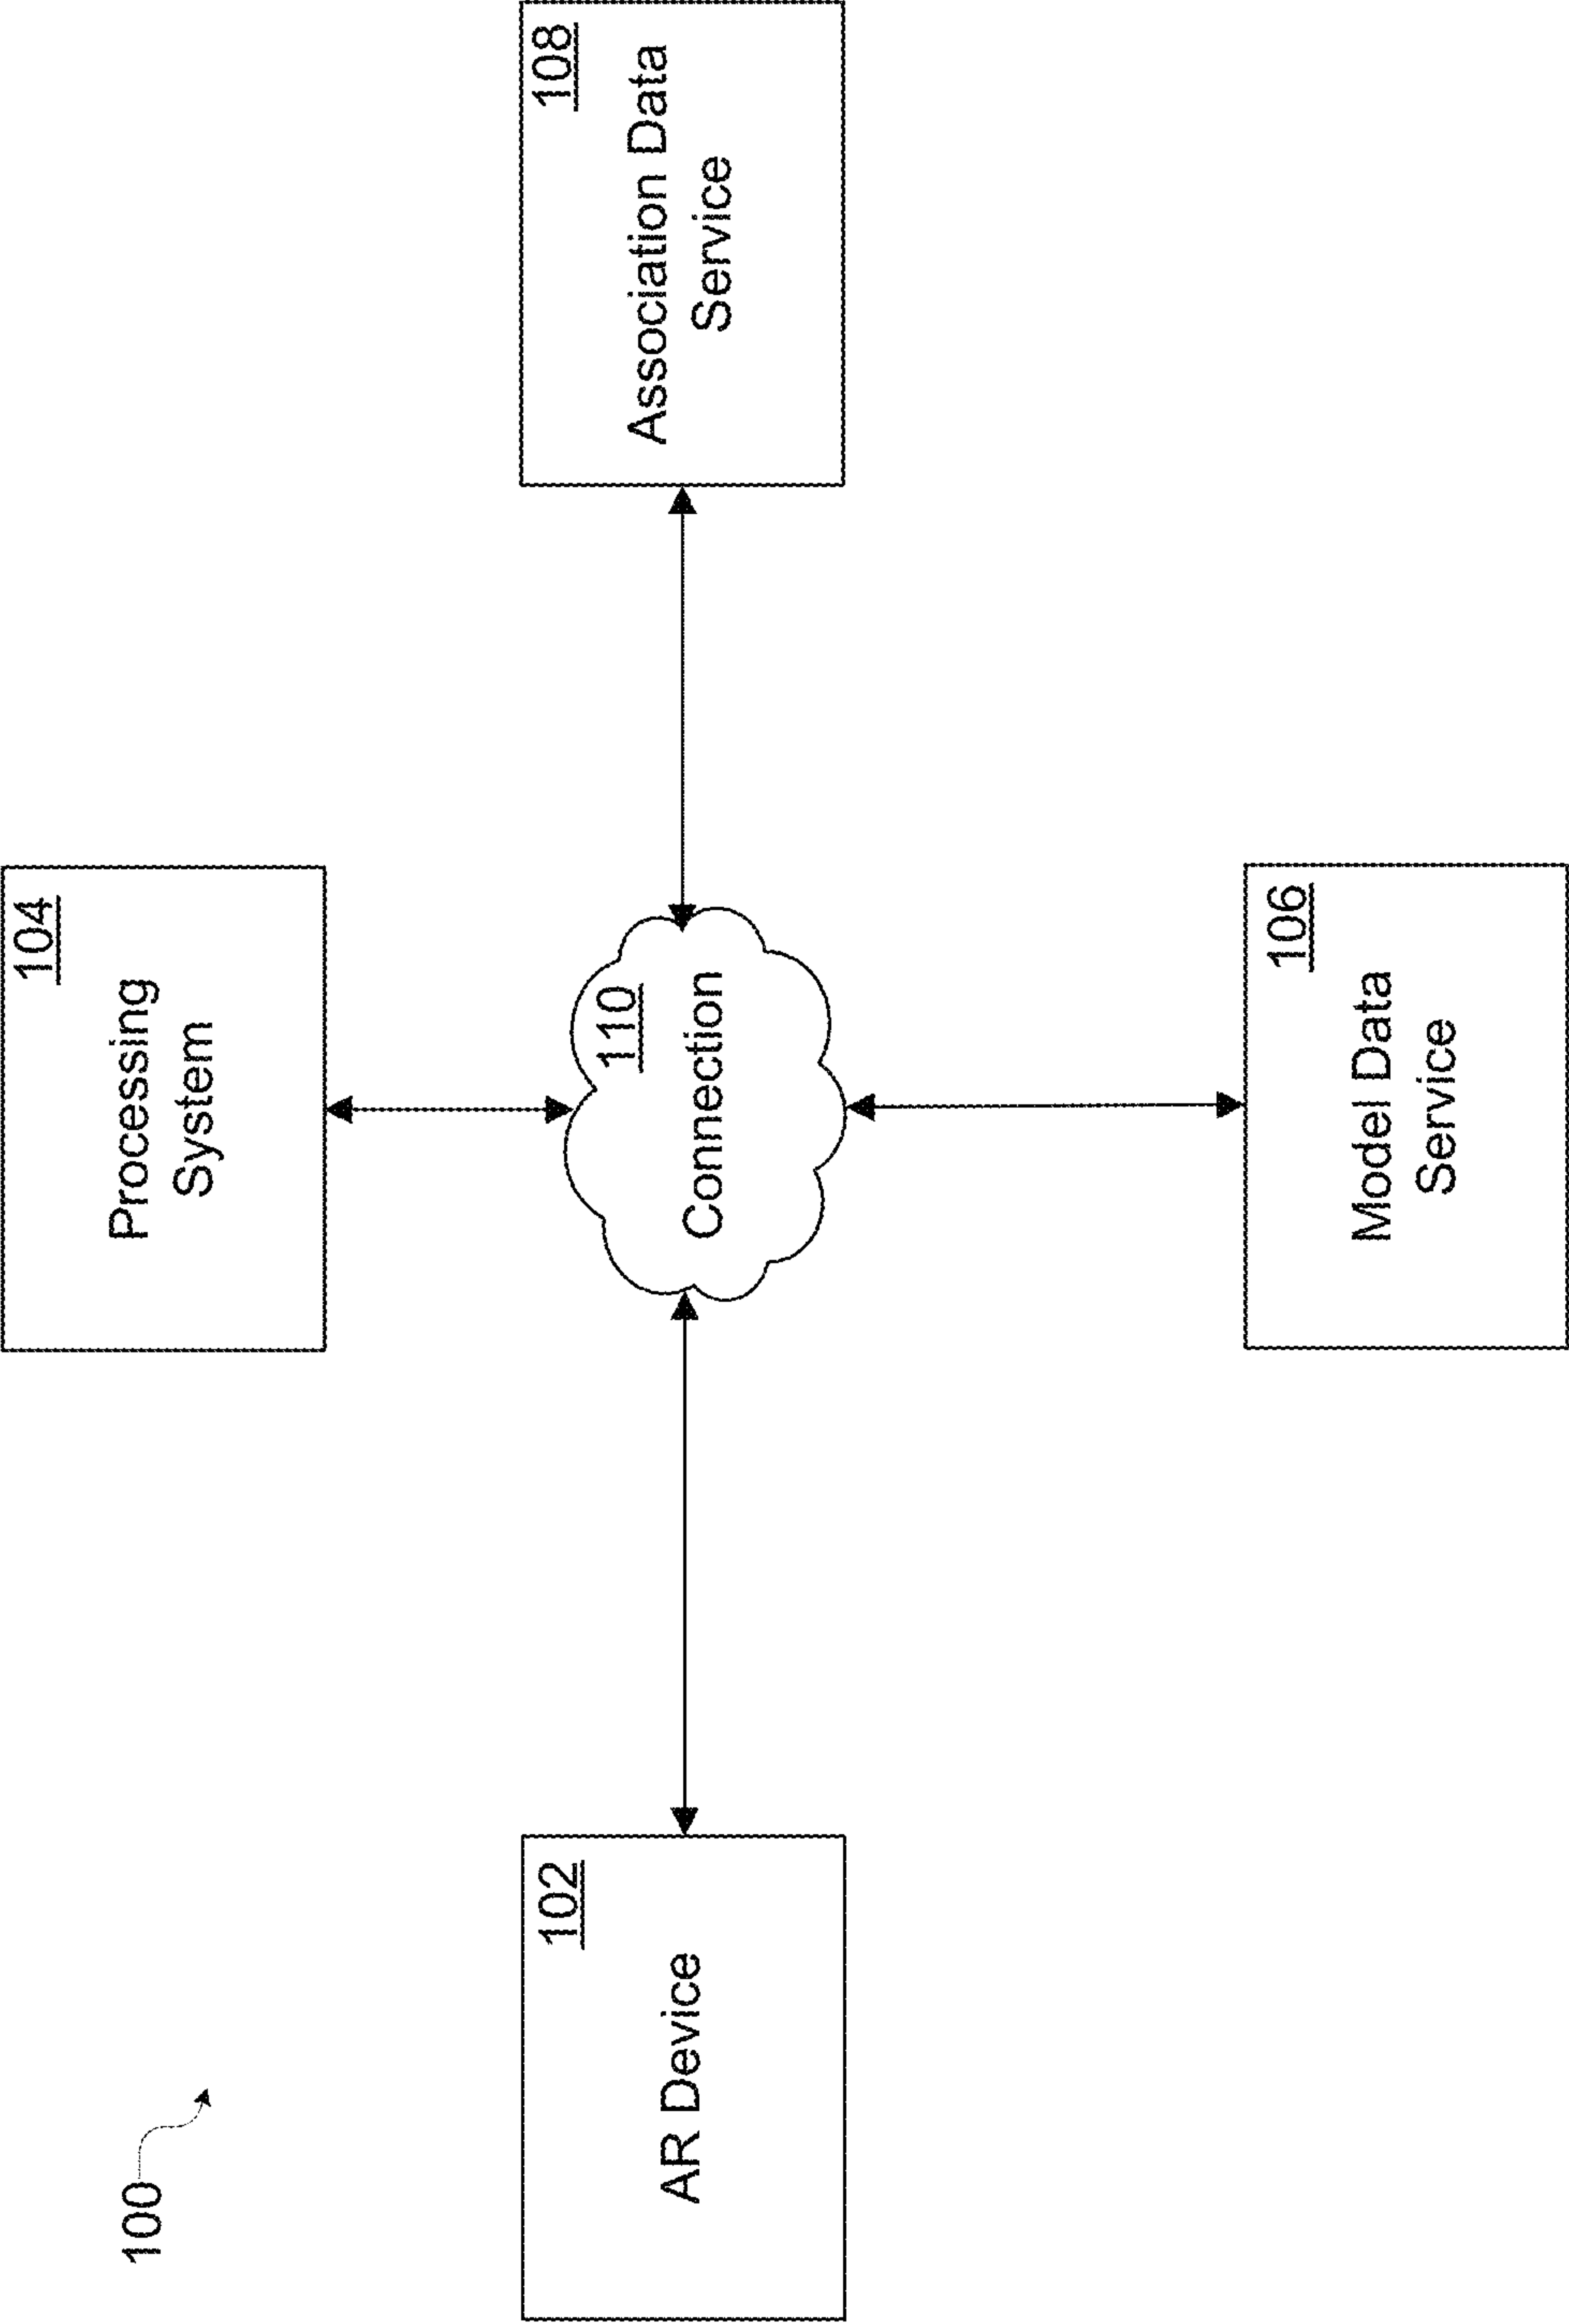 100
104
Processing
System
102
AR Device
110
Connection
108
Association Data
Service
106
Model Data
Service